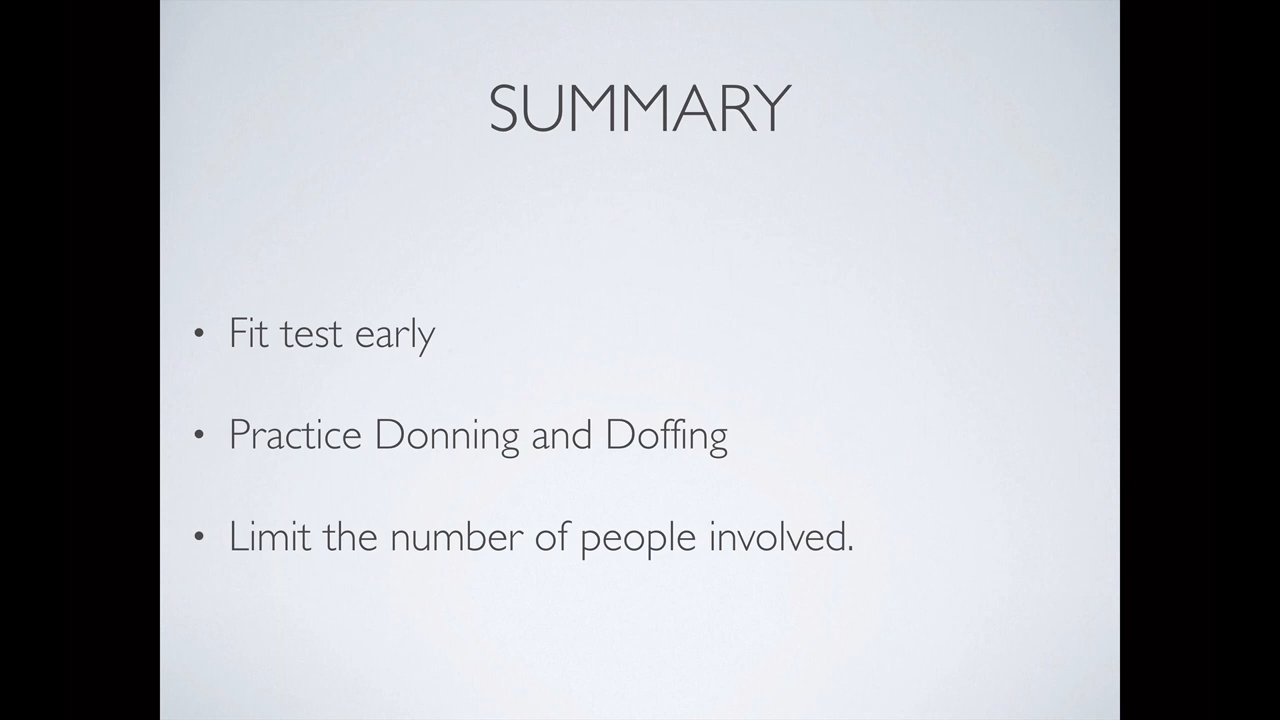 SUMMARY
• Fit test early
• Practice Donning and Doffing
• Limit the number of people involved.